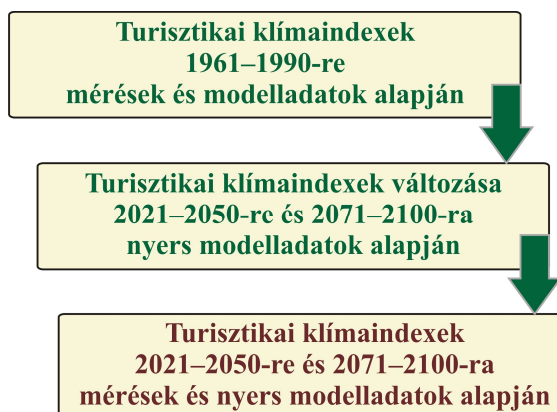 Turisztikai klímaindexek
1961–1990-re
mérések és modelladatok alapján
Turisztikai klímaindexek változása
2021–2050-re és 2071–2100-ra
nyers modelladatok alapján
Turisztikai klímaindexek
2021–2050-re és 2071–2100-ra
mérések és nyers modelladatok alapján